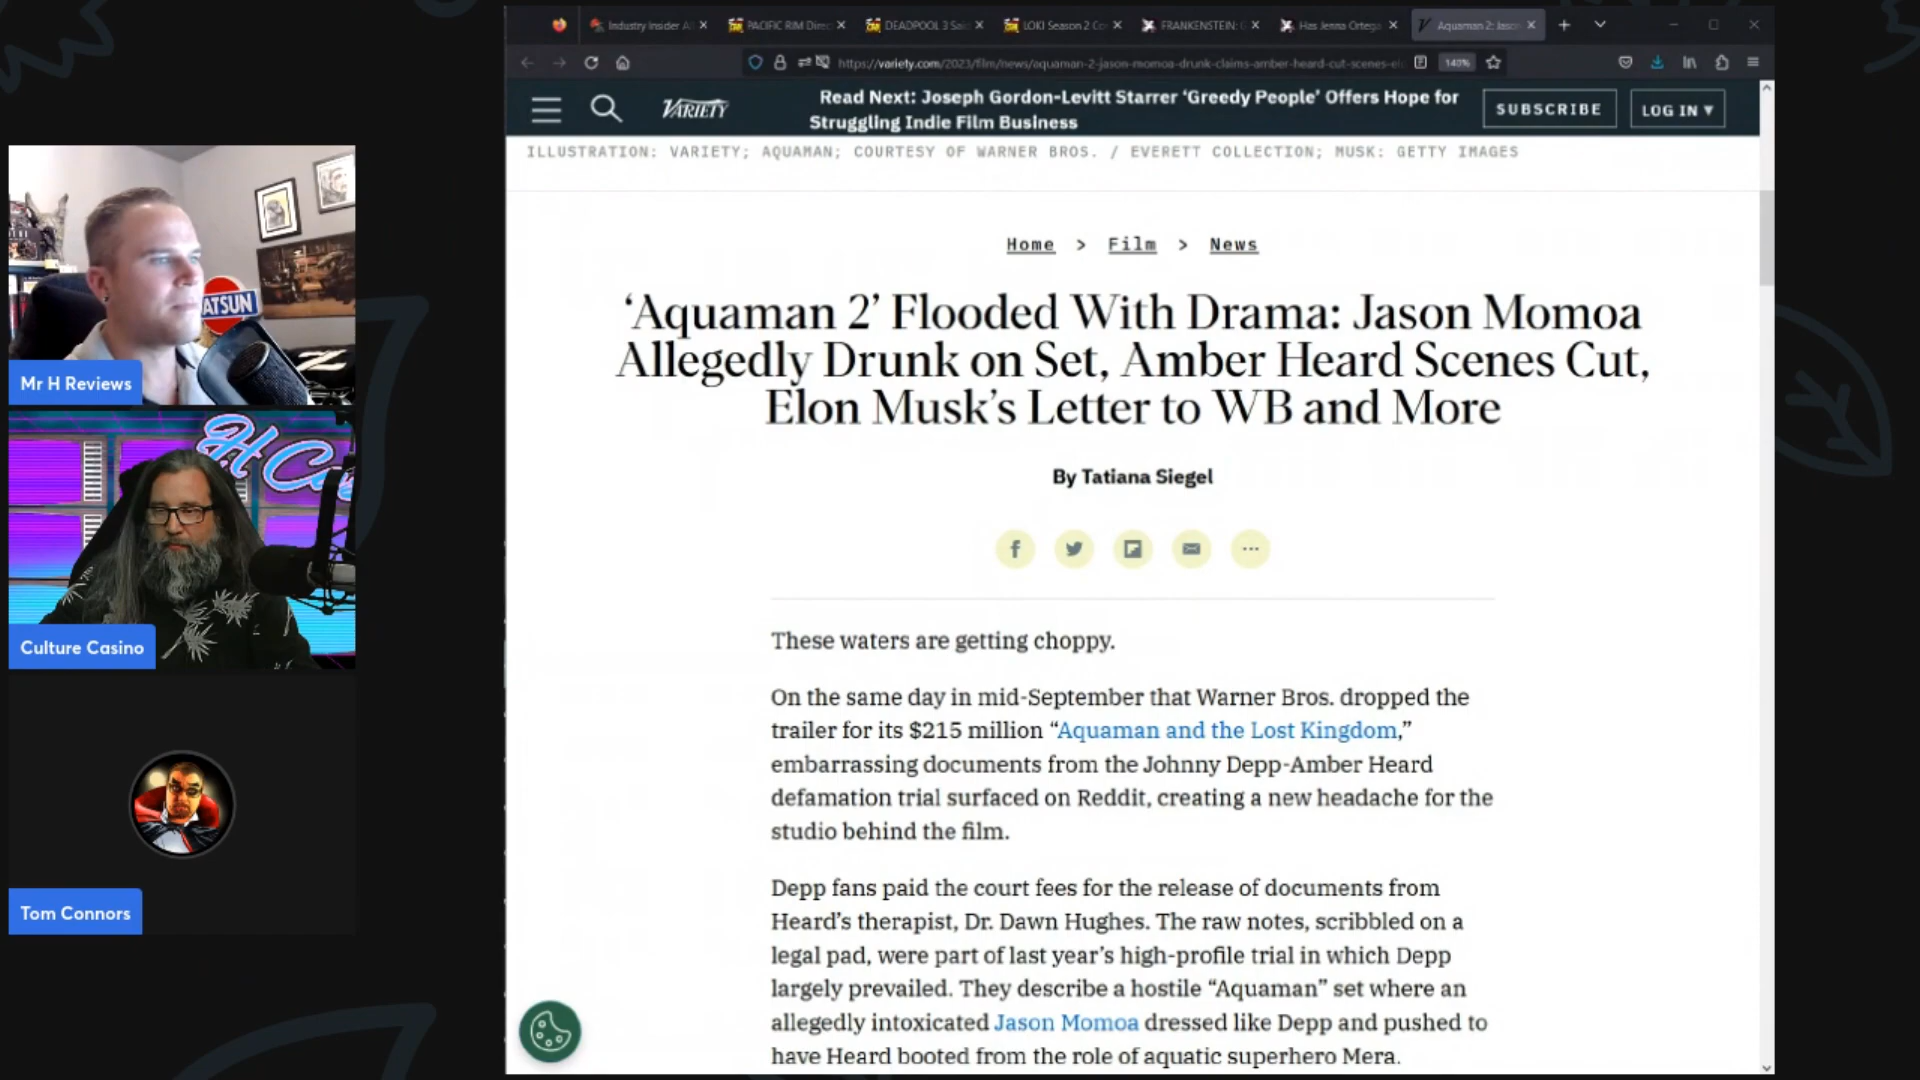 Industry Insider A
PACIFIC RIM Dire
DEADPOOL 3 Sai
LOKI Season 2 Co
FRANKENSTEIN:
Has Jenna Ortega
Aquaman 2: Jaso
https://variety.com/2023/film/news/aquaman-2-jason-momoa-drunk-claims-amber-heard-cut-scenes-el
140%
VARIETY
Read Next: Joseph Gordon-Levitt Starrer ‘Greedy People’ Offers Hope for
Struggling Indie Film Business
SUBSCRIBE
LOG IN ▾
ILLUSTRATION: VARIETY; AQUAMAN; COURTESY OF WARNER BROS. / EVERETT COLLECTION; MUSK: GETTY IMAGES
Home > Film > News
‘Aquaman 2’ Flooded With Drama: Jason Momoa
Allegedly Drunk on Set, Amber Heard Scenes Cut,
Elon Musk’s Letter to WB and More
By Tatiana Siegel
These waters are getting choppy.
On the same day in mid-September that Warner Bros. dropped the
trailer for its $215 million “Aquaman and the Lost Kingdom,”
embarrassing documents from the Johnny Depp-Amber Heard
defamation trial surfaced on Reddit, creating a new headache for the
studio behind the film.
Depp fans paid the court fees for the release of documents from
Heard’s therapist, Dr. Dawn Hughes. The raw notes, scribbled on a
legal pad, were part of last year’s high-profile trial in which Depp
largely prevailed. They describe a hostile “Aquaman” set where an
allegedly intoxicated Jason Momoa dressed like Depp and pushed to
have Heard booted from the role of aquatic superhero Mera.
ATSUN
Mr H Reviews
Culture Casino
Tom Connors